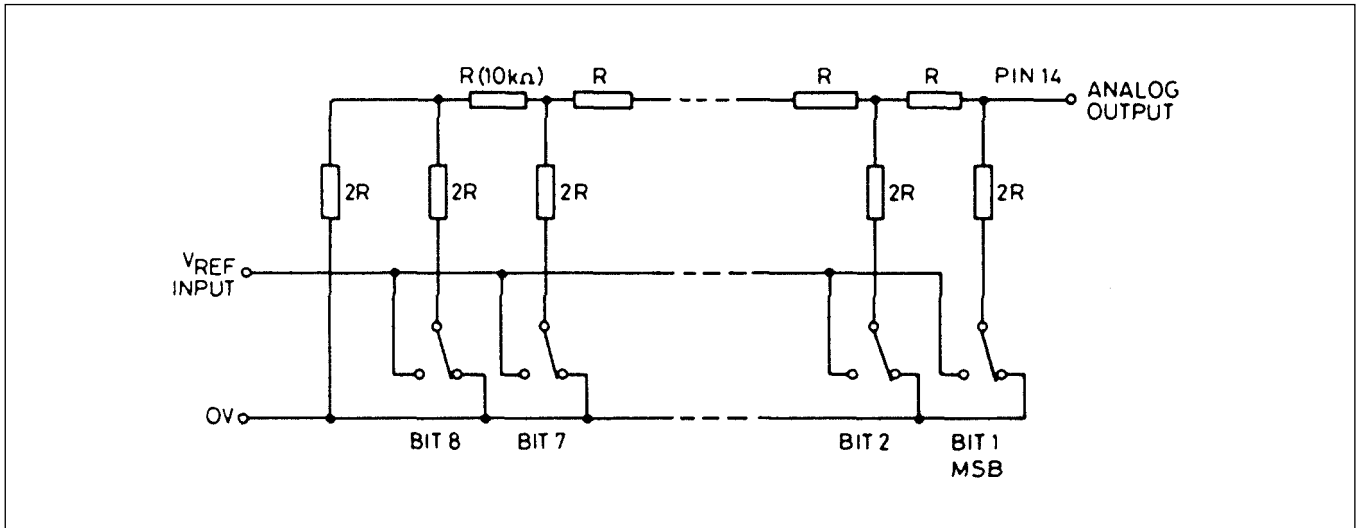 R(10kΩ) R R R PIN 14 ANALOG
OUTPUT
2R 2R 2R 2R 2R
VREF
INPUT
0V
BIT 8 BIT 7 BIT 2 BIT 1
MSB